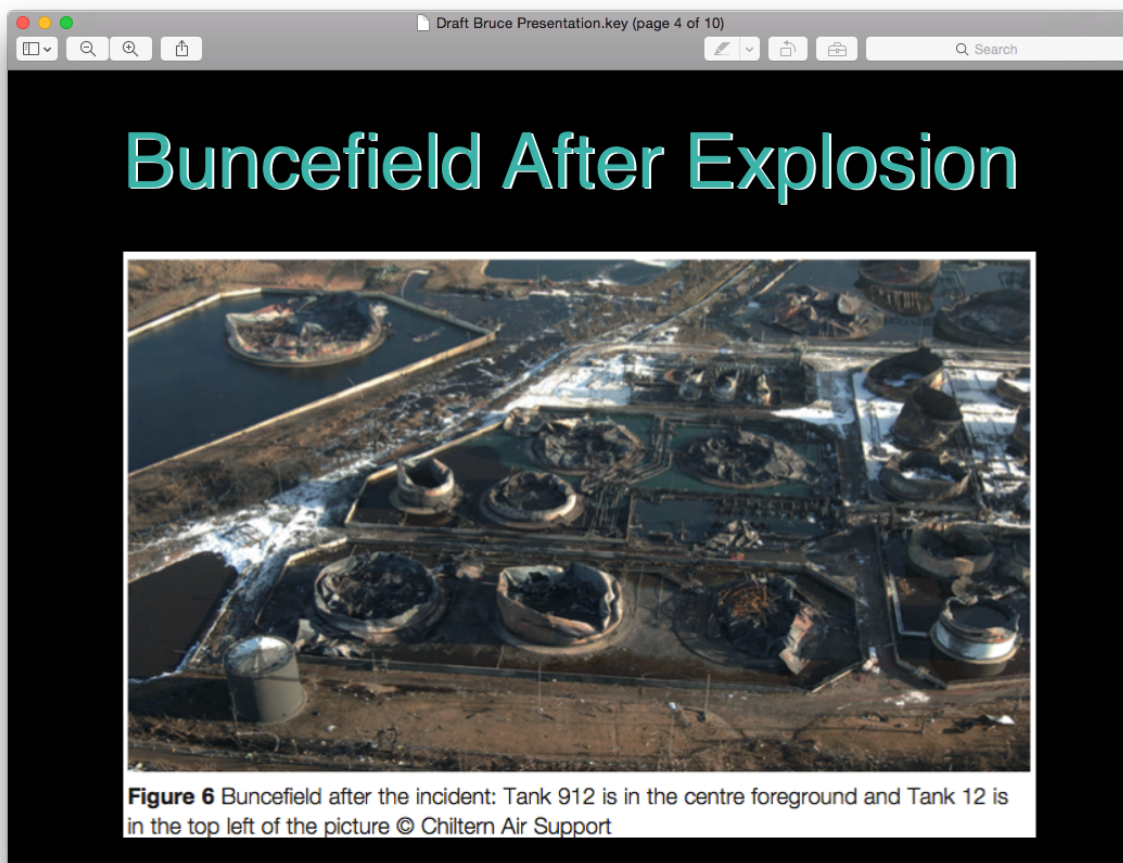 Draft Bruce Presentation.key (page 4 of 10)
Search
Buncefield After Explosion
Figure 6 Buncefield after the incident: Tank 912 is in the centre foreground and Tank 12 is
in the top left of the picture © Chiltern Air Support